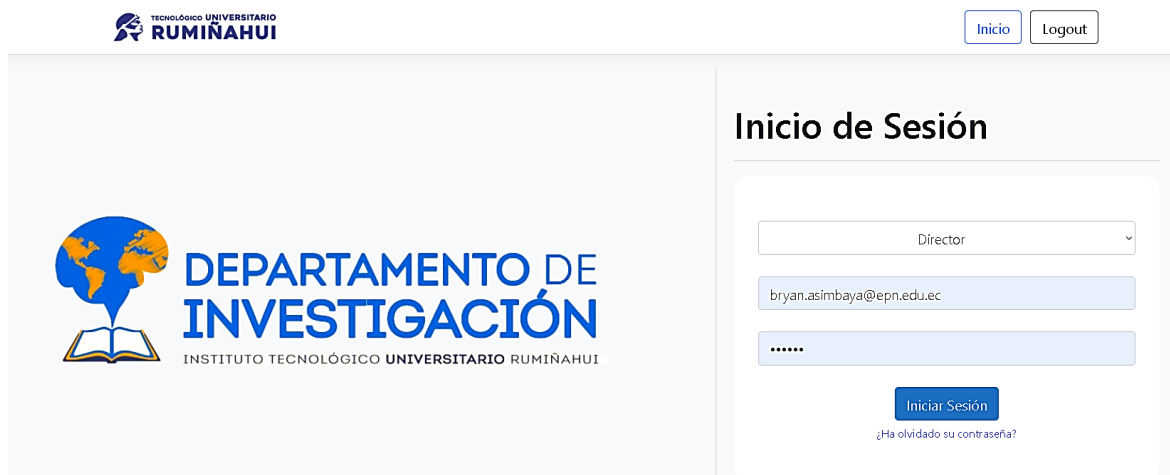 TECNOLÓGICO UNIVERSITARIO
RUMIÑAHUI
Inicio
Logout
DEPARTAMENTO DE
INVESTIGACIÓN
INSTITUTO TECNOLÓGICO UNIVERSITARIO RUMIÑAHUI
Inicio de Sesión
Director
bryan.asimbaya@epn.edu.ec
••••••
Iniciar Sesión
¿Ha olvidado su contraseña?